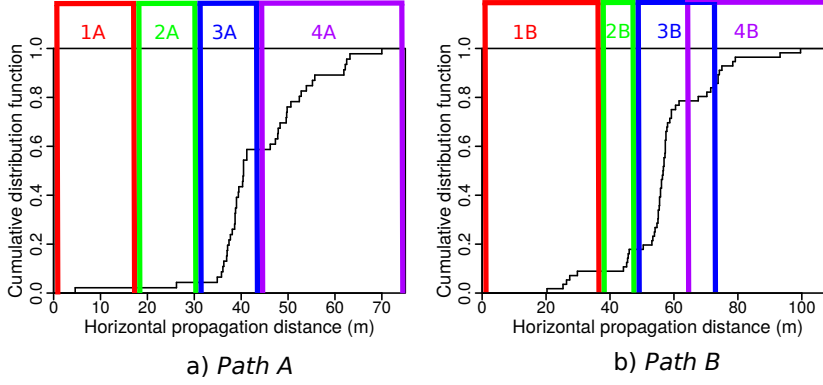 1A 2A 3A 4A
Cumulative distribution function
0.0 0.2 0.4 0.6 0.8 1.0
0 10 20 30 40 50 60 70
Horizontal propagation distance (m)
a) Path A
1B 2B 3B 4B
Cumulative distribution function
0.0 0.2 0.4 0.6 0.8 1.0
0 20 40 60 80 100
Horizontal propagation distance (m)
b) Path B